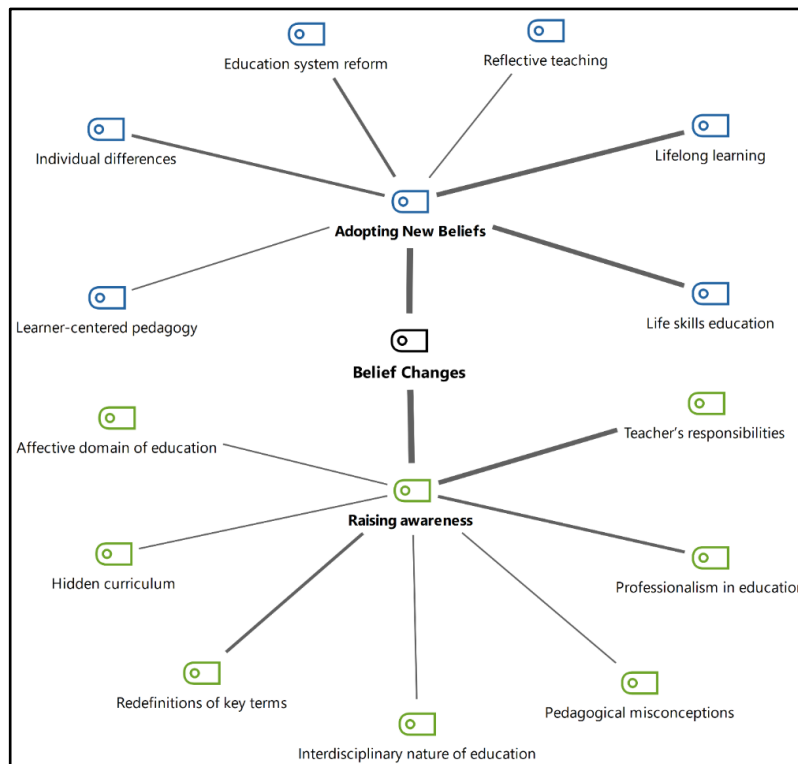 Education system reform
Reflective teaching
Individual differences
Lifelong learning
Adopting New Beliefs
Learner-centered pedagogy
Life skills education
Belief Changes
Affective domain of education
Teacher's responsibilities
Raising awareness
Hidden curriculum
Professionalism in education
Redefinitions of key terms
Pedagogical misconceptions
Interdisciplinary nature of education